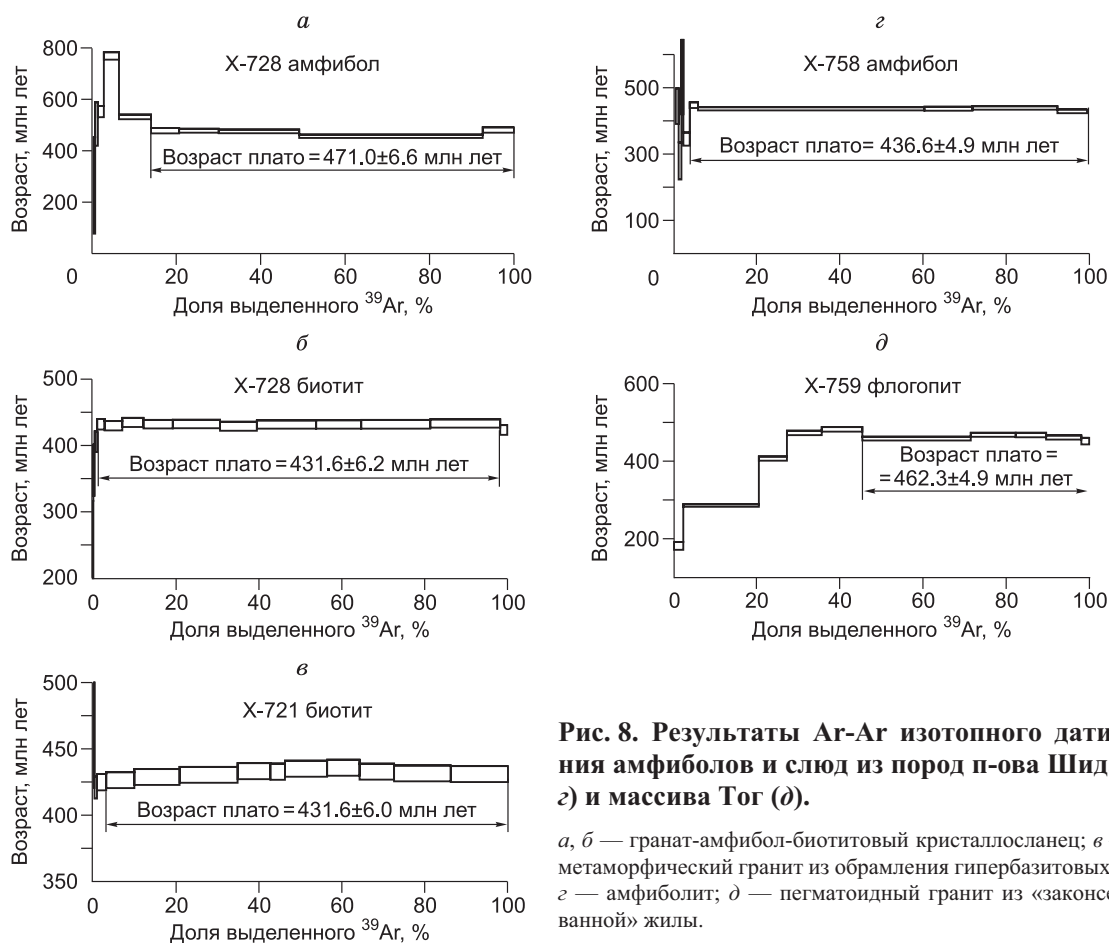 а
Возраст, млн лет
800
600
400
200
0
X-728 амфибол
Возраст плато = 471.0±6.6 млн лет
20 40 60 80 100
Доля выделенного ³⁹Ar, %
г
Возраст, млн лет
500
300
100
0
X-758 амфибол
Возраст плато= 436.6±4.9 млн лет
20 40 60 80 100
Доля выделенного ³⁹Ar, %
б
Возраст, млн лет
500
400
300
200
X-728 биотит
Возраст плато = 431.6±6.2 млн лет
0 20 40 60 80 100
Доля выделенного ³⁹Ar, %
д
Возраст, млн лет
600
400
200
X-759 флогопит
Возраст плато =
= 462.3±4.9 млн лет
0 20 40 60 80 100
Доля выделенного ³⁹Ar, %
в
Возраст, млн лет
500
450
400
350
X-721 биотит
Возраст плато = 431.6±6.0 млн лет
0 20 40 60 80 100
Доля выделенного ³⁹Ar, %
Рис. 8. Результаты Ar-Ar изотопного дати
ния амфиболов и слюд из пород п-ова Шид
г) и массива Тог (д).
а, б — гранат-амфибол-биотитовый кристаллосланец; в
метаморфический гранит из обрамления гипербазитовых
г — амфиболит; д — пегматоидный гранит из «законсе
ванной» жилы.